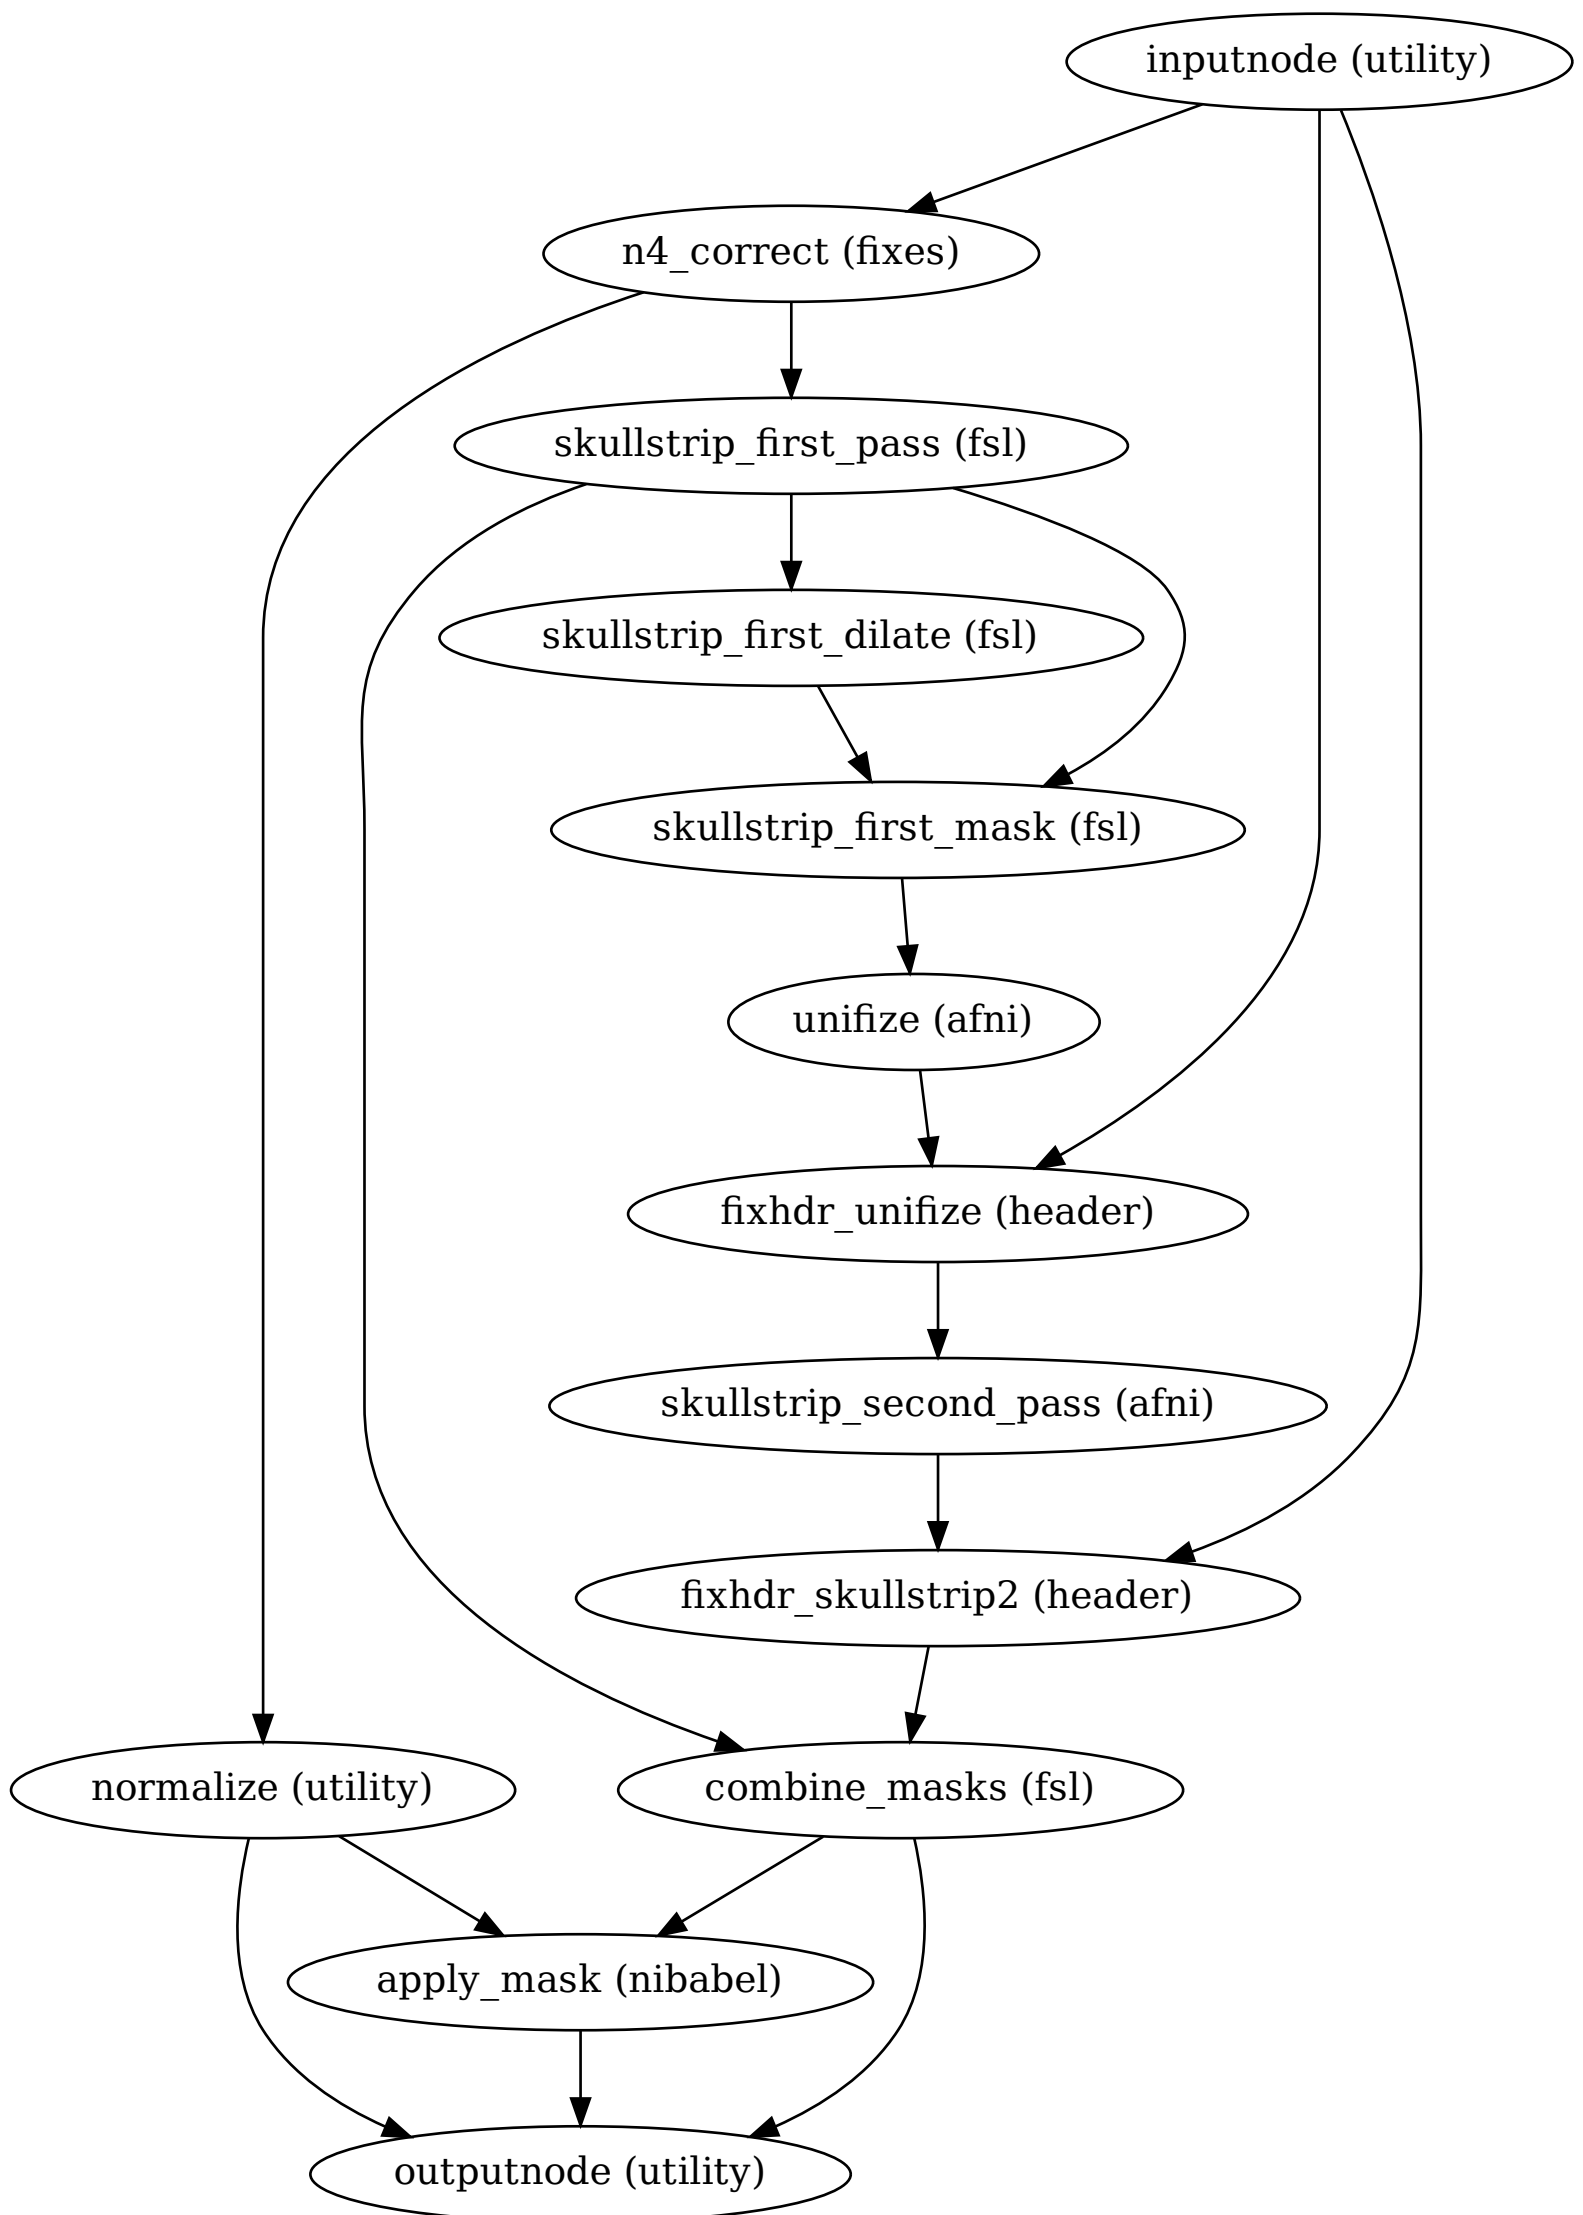 inputnode (utility)
n4_correct (fixes)
skullstrip_first_pass (fsl)
skullstrip_first_dilate (fsl)
skullstrip_first_mask (fsl)
unifize (afni)
fixhdr_unifize (header)
skullstrip_second_pass (afni)
fixhdr_skullstrip2 (header)
normalize (utility)
combine_masks (fsl)
apply_mask (nibabel)
outputnode (utility)